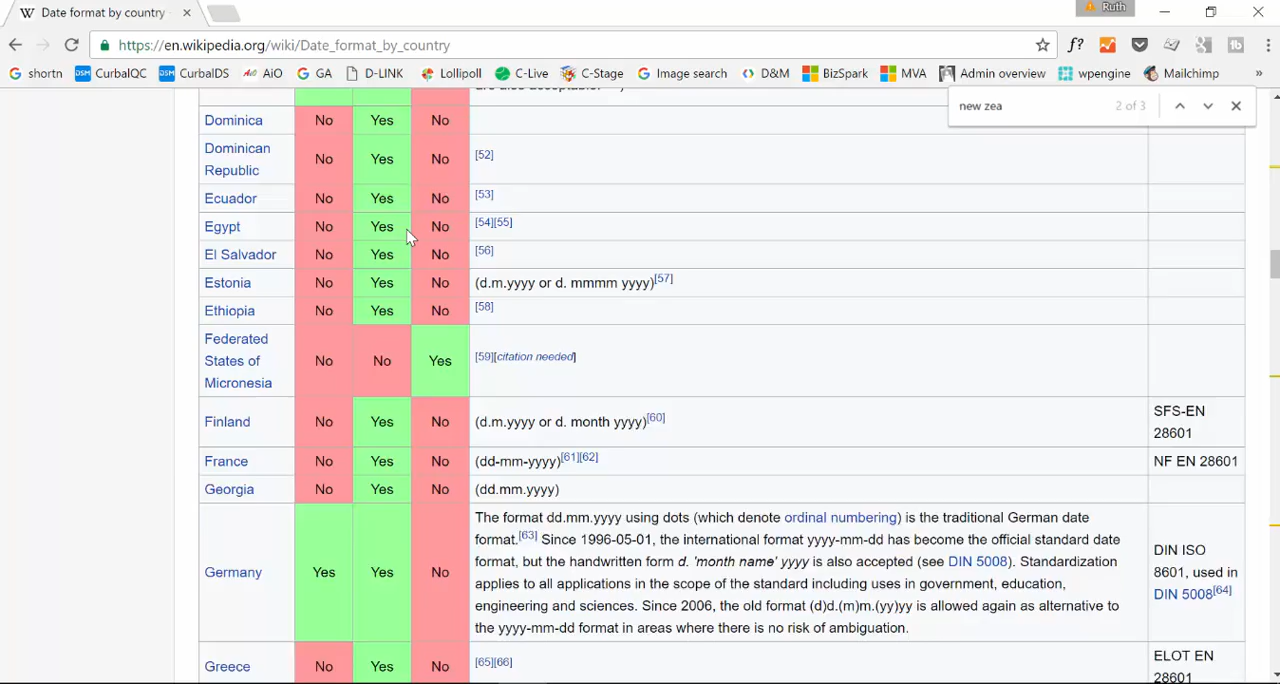 Date format by country
Ruth
https://en.wikipedia.org/wiki/Date_format_by_country
f?
shortn CurbalQC CurbalDS AiO GA C-LINK Lollipoll C-Live C-Stage Image search D&M BizSpark MVA Admin overview wpengine Mailchimp »
new zea 2 of 3
Dominica No Yes No
Dominican Republic No Yes No [52]
Ecuador No Yes No [53]
Egypt No Yes No [54][55]
El Salvador No Yes No [56]
Estonia No Yes No (d.m.yyyy or d. mmmm yyyy)[57]
Ethiopia No Yes No [58]
Federated
States of
Micronesia No No Yes [59][citation needed]
Finland No Yes No (d.m.yyyy or d. month yyyy)[60] SFS-EN
28601
France No Yes No (dd-mm-yyyy)[61][62] NF EN 28601
Georgia No Yes No (dd.mm.yyyy)
Germany Yes Yes No
The format dd.mm.yyyy using dots (which denote ordinal numbering) is the traditional German date
format.[63] Since 1996-05-01, the international format yyyy-mm-dd has become the official standard date
format, but the handwritten form d. 'month name' yyyy is also accepted (see DIN 5008). Standardization
applies to all applications in the scope of the standard including uses in government, education,
engineering and sciences. Since 2006, the old format (d)d.(m)m.(yy)yy is allowed again as alternative to
the yyyy-mm-dd format in areas where there is no risk of ambiguation.
DIN ISO
8601, used in
DIN 5008[64]
Greece No Yes No [65][66] ELOT EN
28601